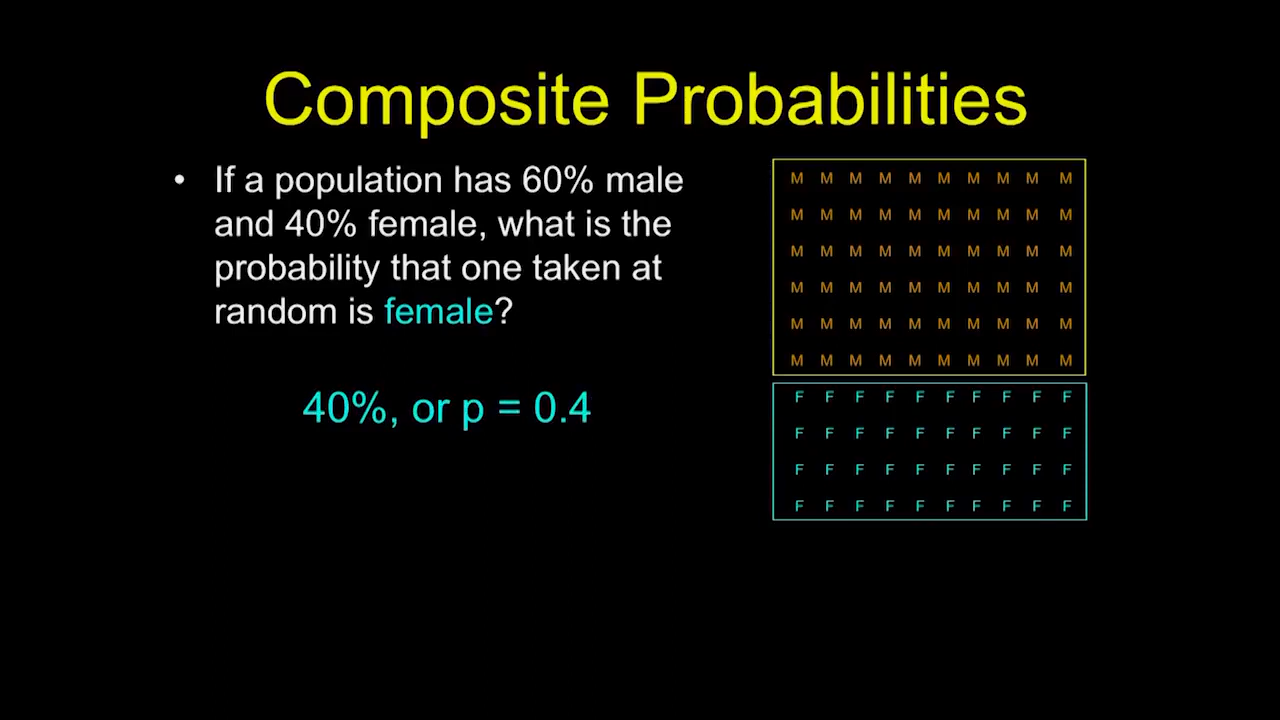 Composite Probabilities
• If a population has 60% male
and 40% female, what is the
probability that one taken at
random is female?
40%, or p = 0.4
M M M M M M M M M M
M M M M M M M M M M
M M M M M M M M M M
M M M M M M M M M M
M M M M M M M M M M
M M M M M M M M M M
F F F F F F F F F F
F F F F F F F F F F
F F F F F F F F F F
F F F F F F F F F F